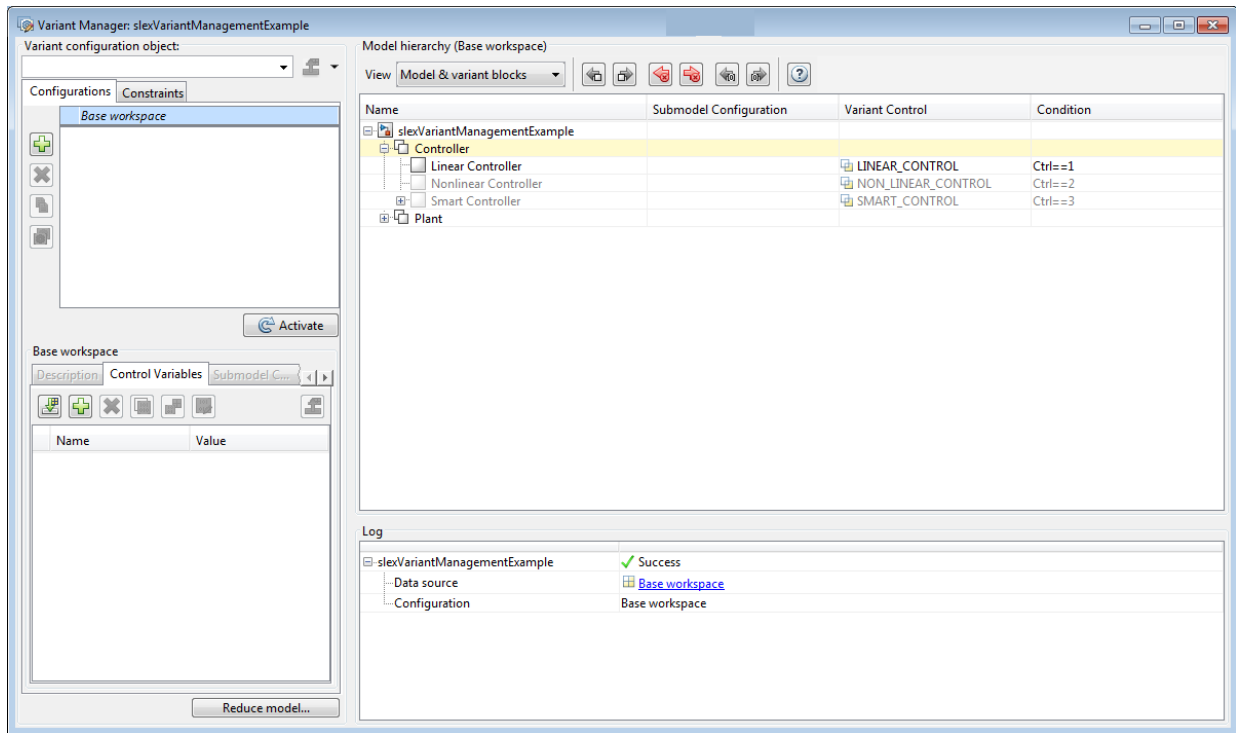 Variant Manager: slexVariantManagementExample
Variant configuration object:
Configurations Constraints
Base workspace
Activate
Base workspace
Description Control Variables Submodel C...
Name Value
Reduce model...
Model hierarchy (Base workspace)
View Model & variant blocks
Name Submodel Configuration Variant Control Condition
slexVariantManagementExample
Controller
Linear Controller LINEAR_CONTROL Ctrl==1
Nonlinear Controller NON_LINEAR_CONTROL Ctrl==2
Smart Controller SMART_CONTROL Ctrl==3
Plant
Log
slexVariantManagementExample Success
Data source Base workspace
Configuration Base workspace